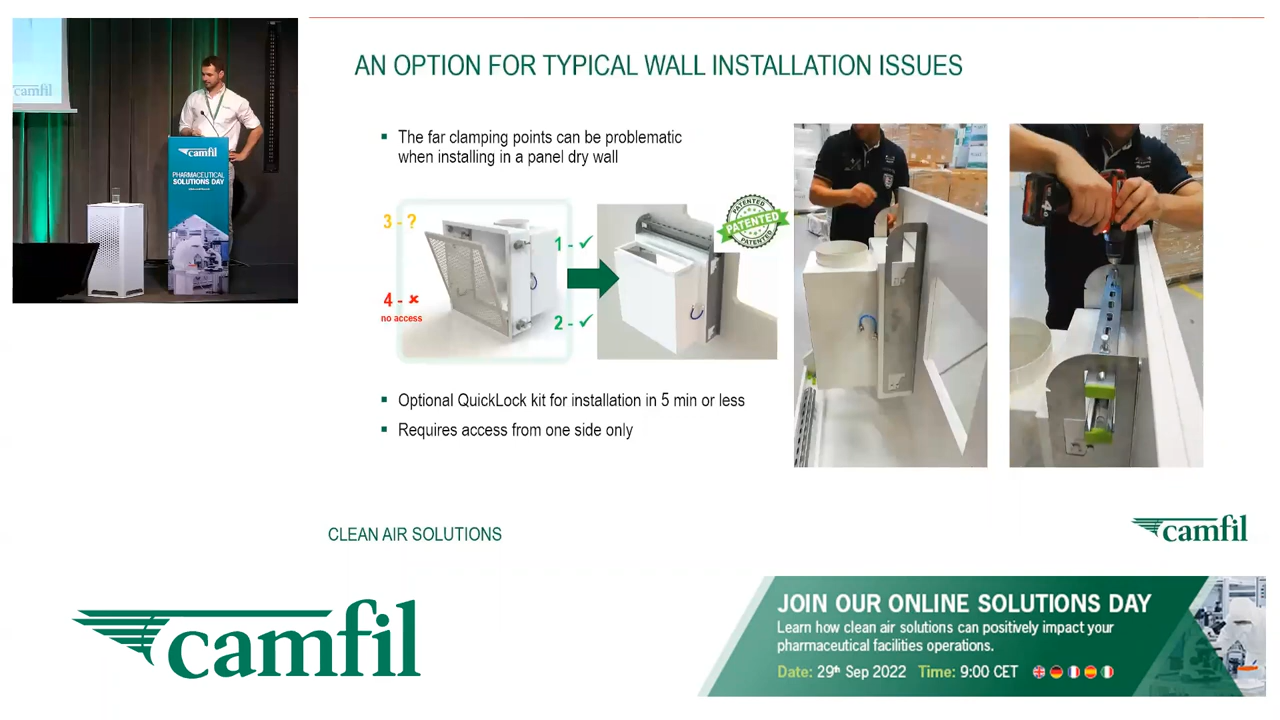 camfil
camfil
PHARMACEUTICAL
SOLUTIONS DAY
AN OPTION FOR TYPICAL WALL INSTALLATION ISSUES
The far clamping points can be problematic
when installing in a panel dry wall
3 - ?
4 - ✘
no access
1 - ✓
2 - ✓
PATENTED
PATENTED
PATENTED
Optional QuickLock kit for installation in 5 min or less
Requires access from one side only
CLEAN AIR SOLUTIONS
camfil
camfil
JOIN OUR ONLINE SOLUTIONS DAY
Learn how clean air solutions can positively impact your
pharmaceutical facilities operations.
Date: 29th Sep 2022 Time: 9:00 CET